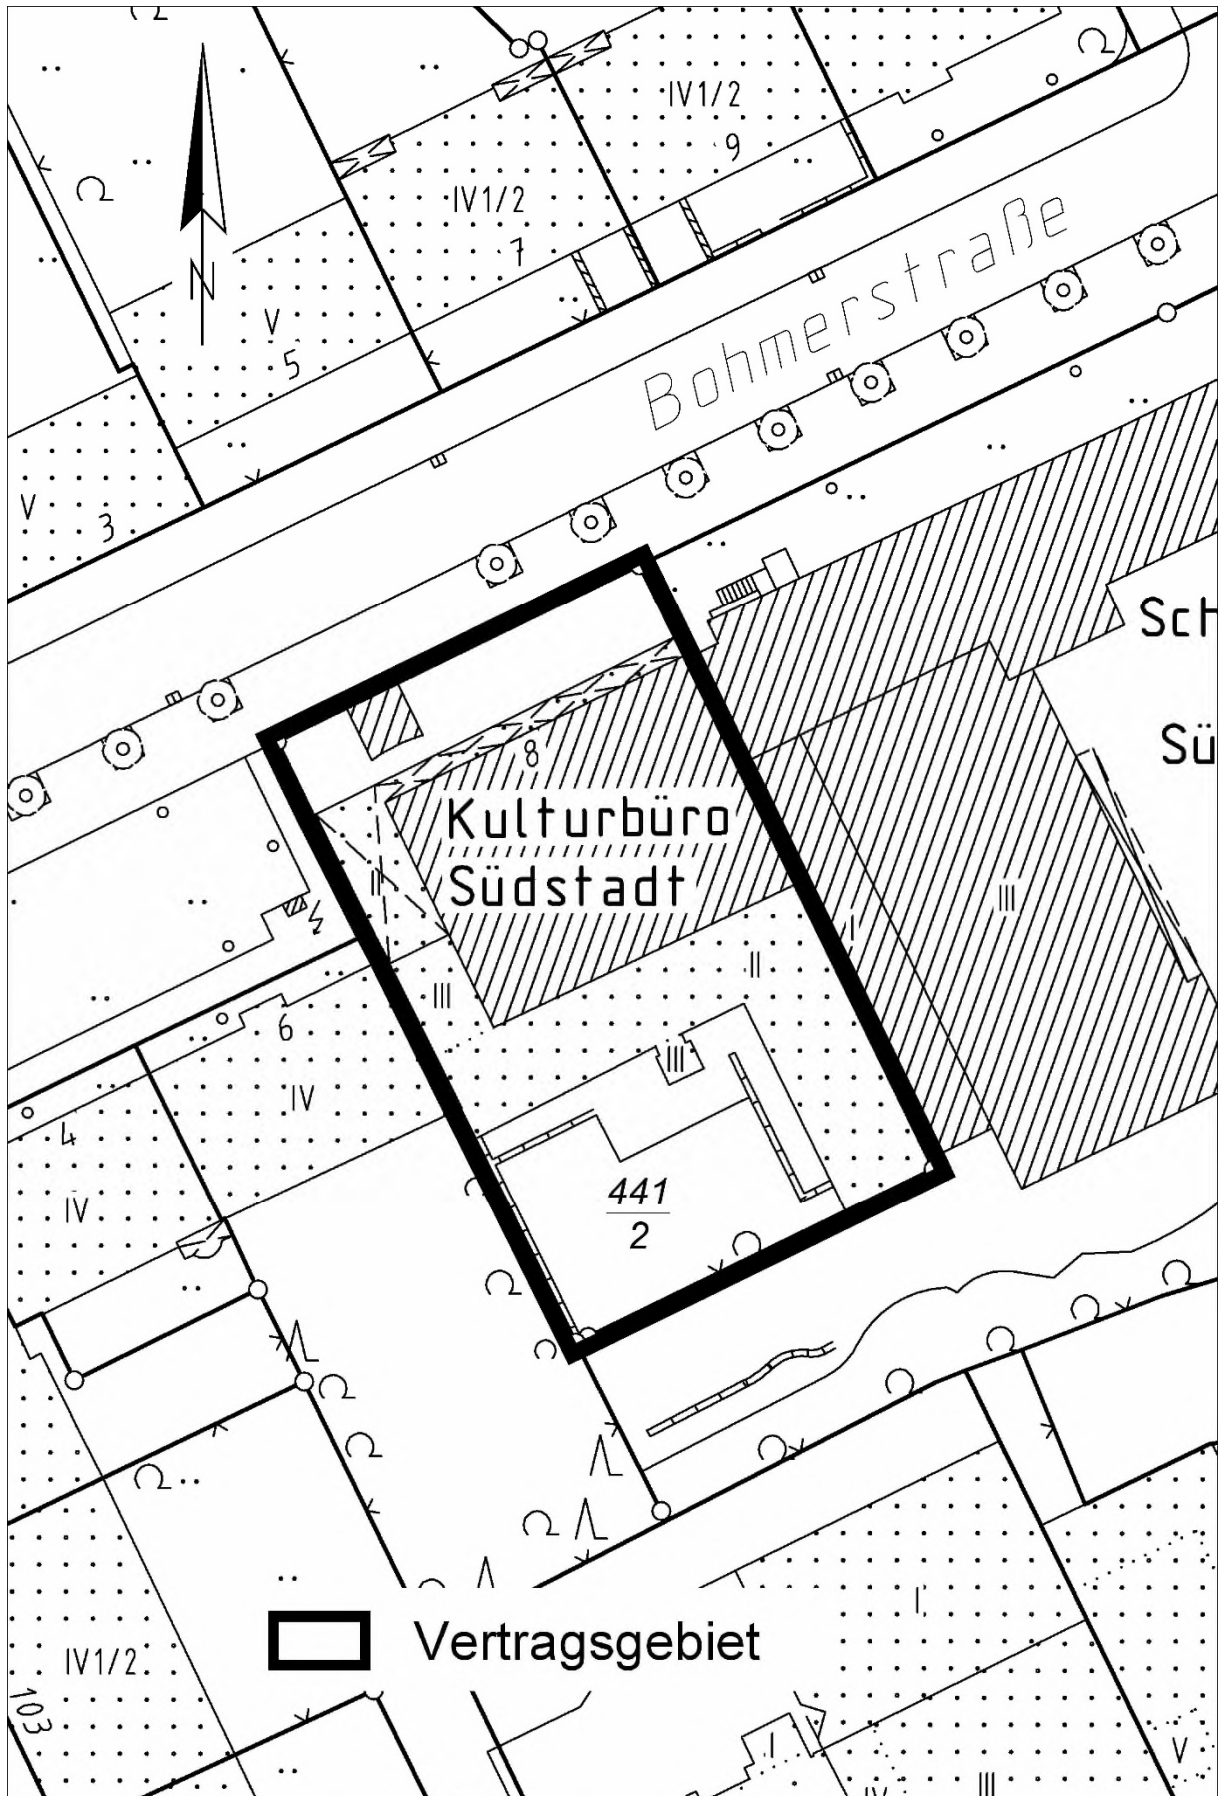 IV1/2
9
IV1/2
7
N
V
5
V
3
Bohmerstraße
8
Kulturbüro
Südstadt
Sch
Sü
II
III
I
III
II
III
6
IV
4
IV
441
2
I
Vertragsgebiet
IV1/2
103
I
V
III